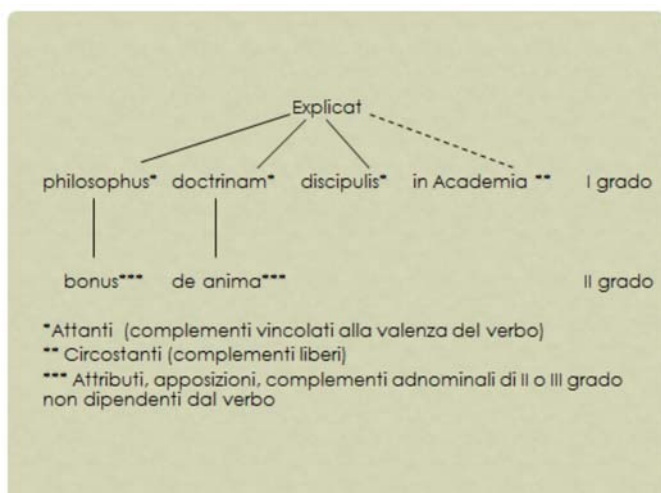 Explicat
philosophus* doctrinam* discipulis* in Academia ** I grado
bonus*** de anima*** II grado
*Attanti (complementi vincolati alla valenza del verbo)
** Circostanti (complementi liberi)
*** Attributi, apposizioni, complementi adnominali di II o III grado
non dipendenti dal verbo